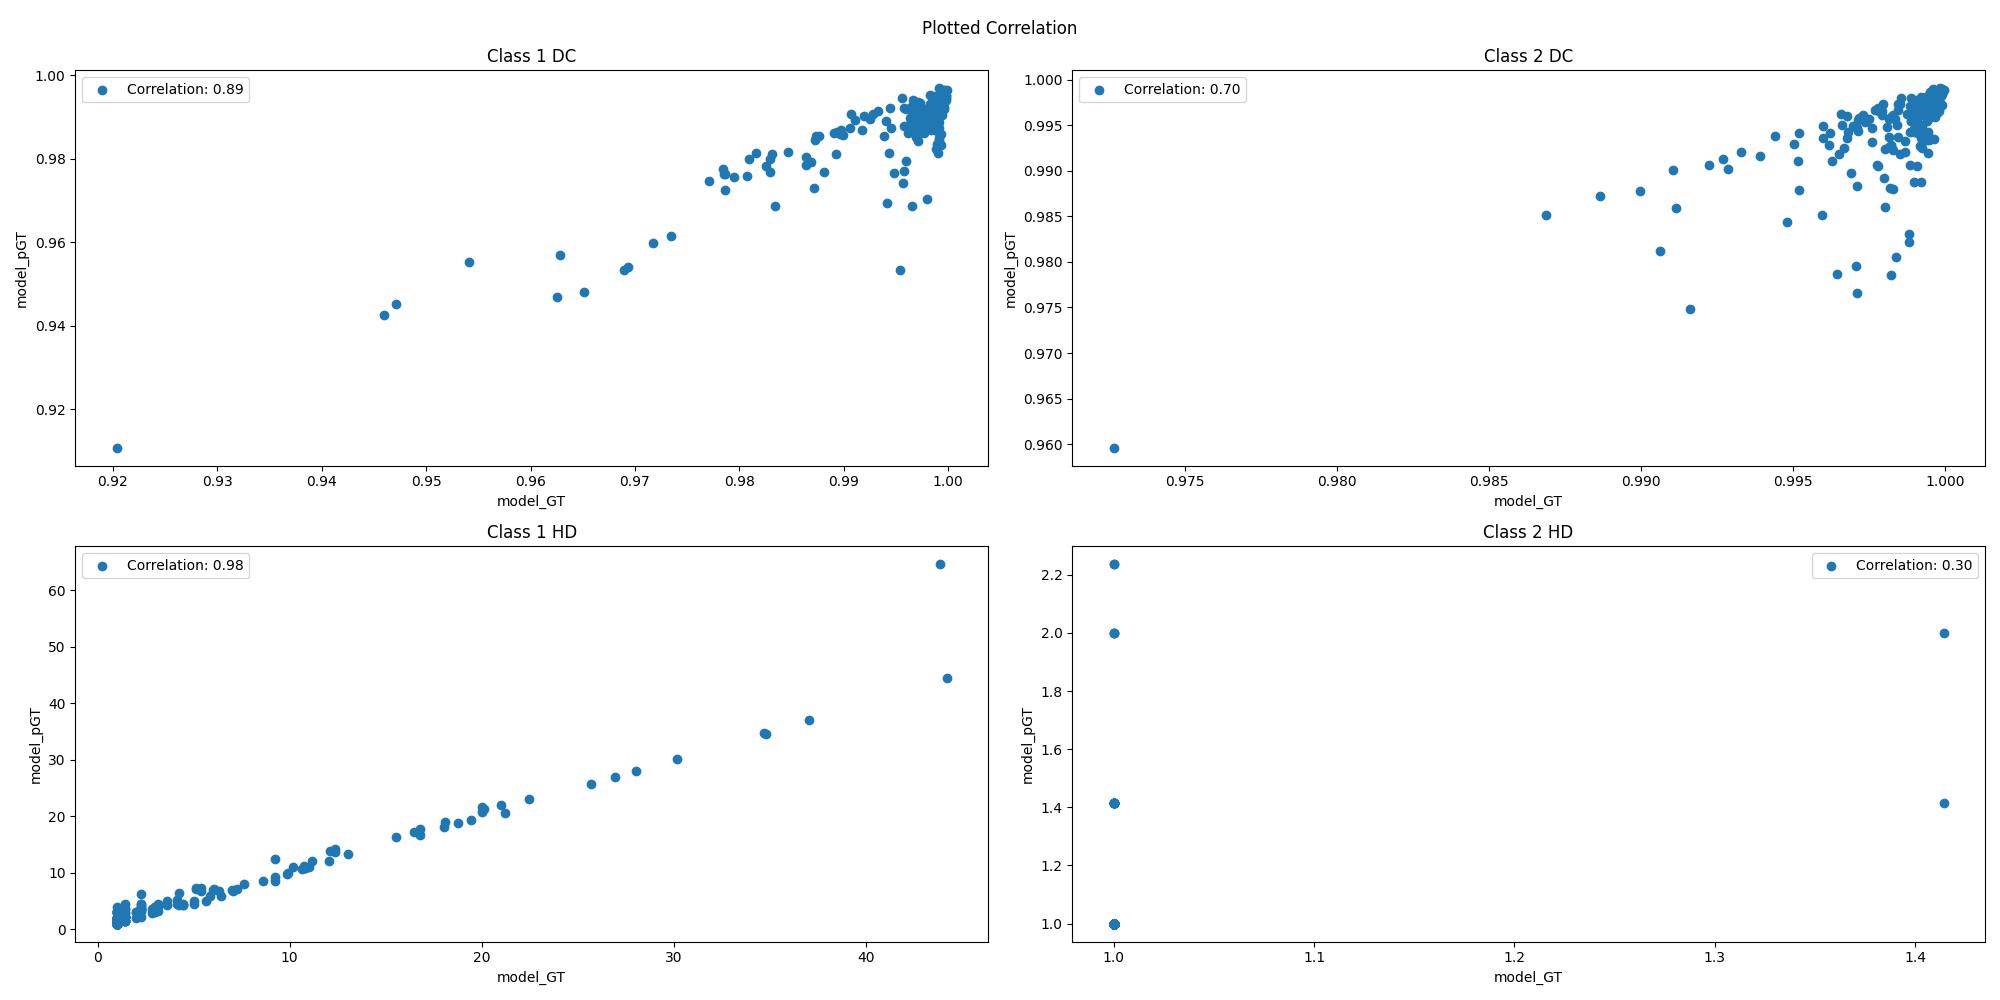 Plotted Correlation
Class 1 DC
Correlation: 0.89
1.00
0.98
0.96
0.94
0.92
model_pGT
0.92 0.93 0.94 0.95 0.96 0.97 0.98 0.99 1.00
model_GT
Class 2 DC
Correlation: 0.70
1.000
0.995
0.990
0.985
0.980
0.975
0.970
0.965
0.960
model_pGT
0.975 0.980 0.985 0.990 0.995 1.000
model_GT
Class 1 HD
Correlation: 0.98
60
50
40
30
20
10
0
model_pGT
0 10 20 30 40
model_GT
Class 2 HD
Correlation: 0.30
2.2
2.0
1.8
1.6
1.4
1.2
1.0
model_pGT
1.0 1.1 1.2 1.3 1.4
model_GT